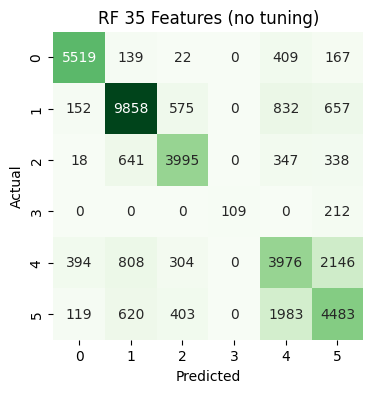 RF 35 Features (no tuning)
0 5519 139 22 0 409 167
1 152 9858 575 0 832 657
2 18 641 3995 0 347 338
3 0 0 0 109 0 212
4 394 808 304 0 3976 2146
5 119 620 403 0 1983 4483
0 1 2 3 4 5
Actual
Predicted